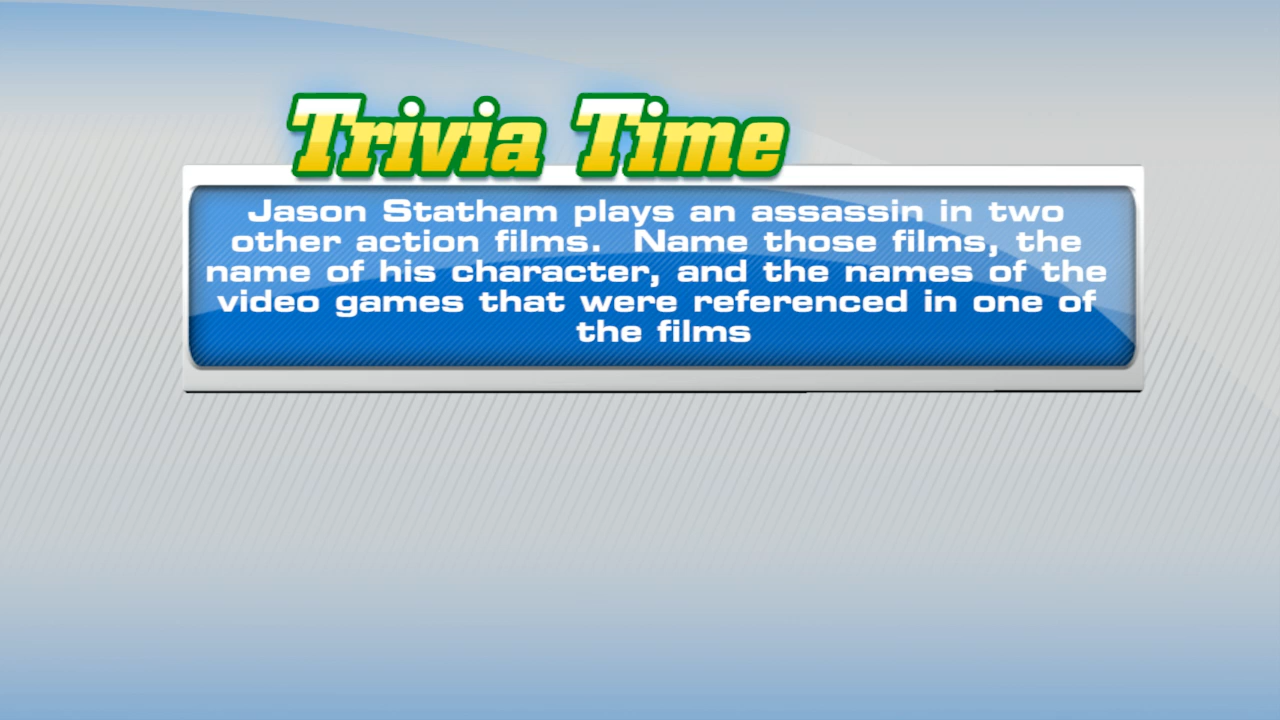 Trivia Time
Jason Statham plays an assassin in two
other action films.  Name those films, the
name of his character, and the names of the
video games that were referenced in one of
the films